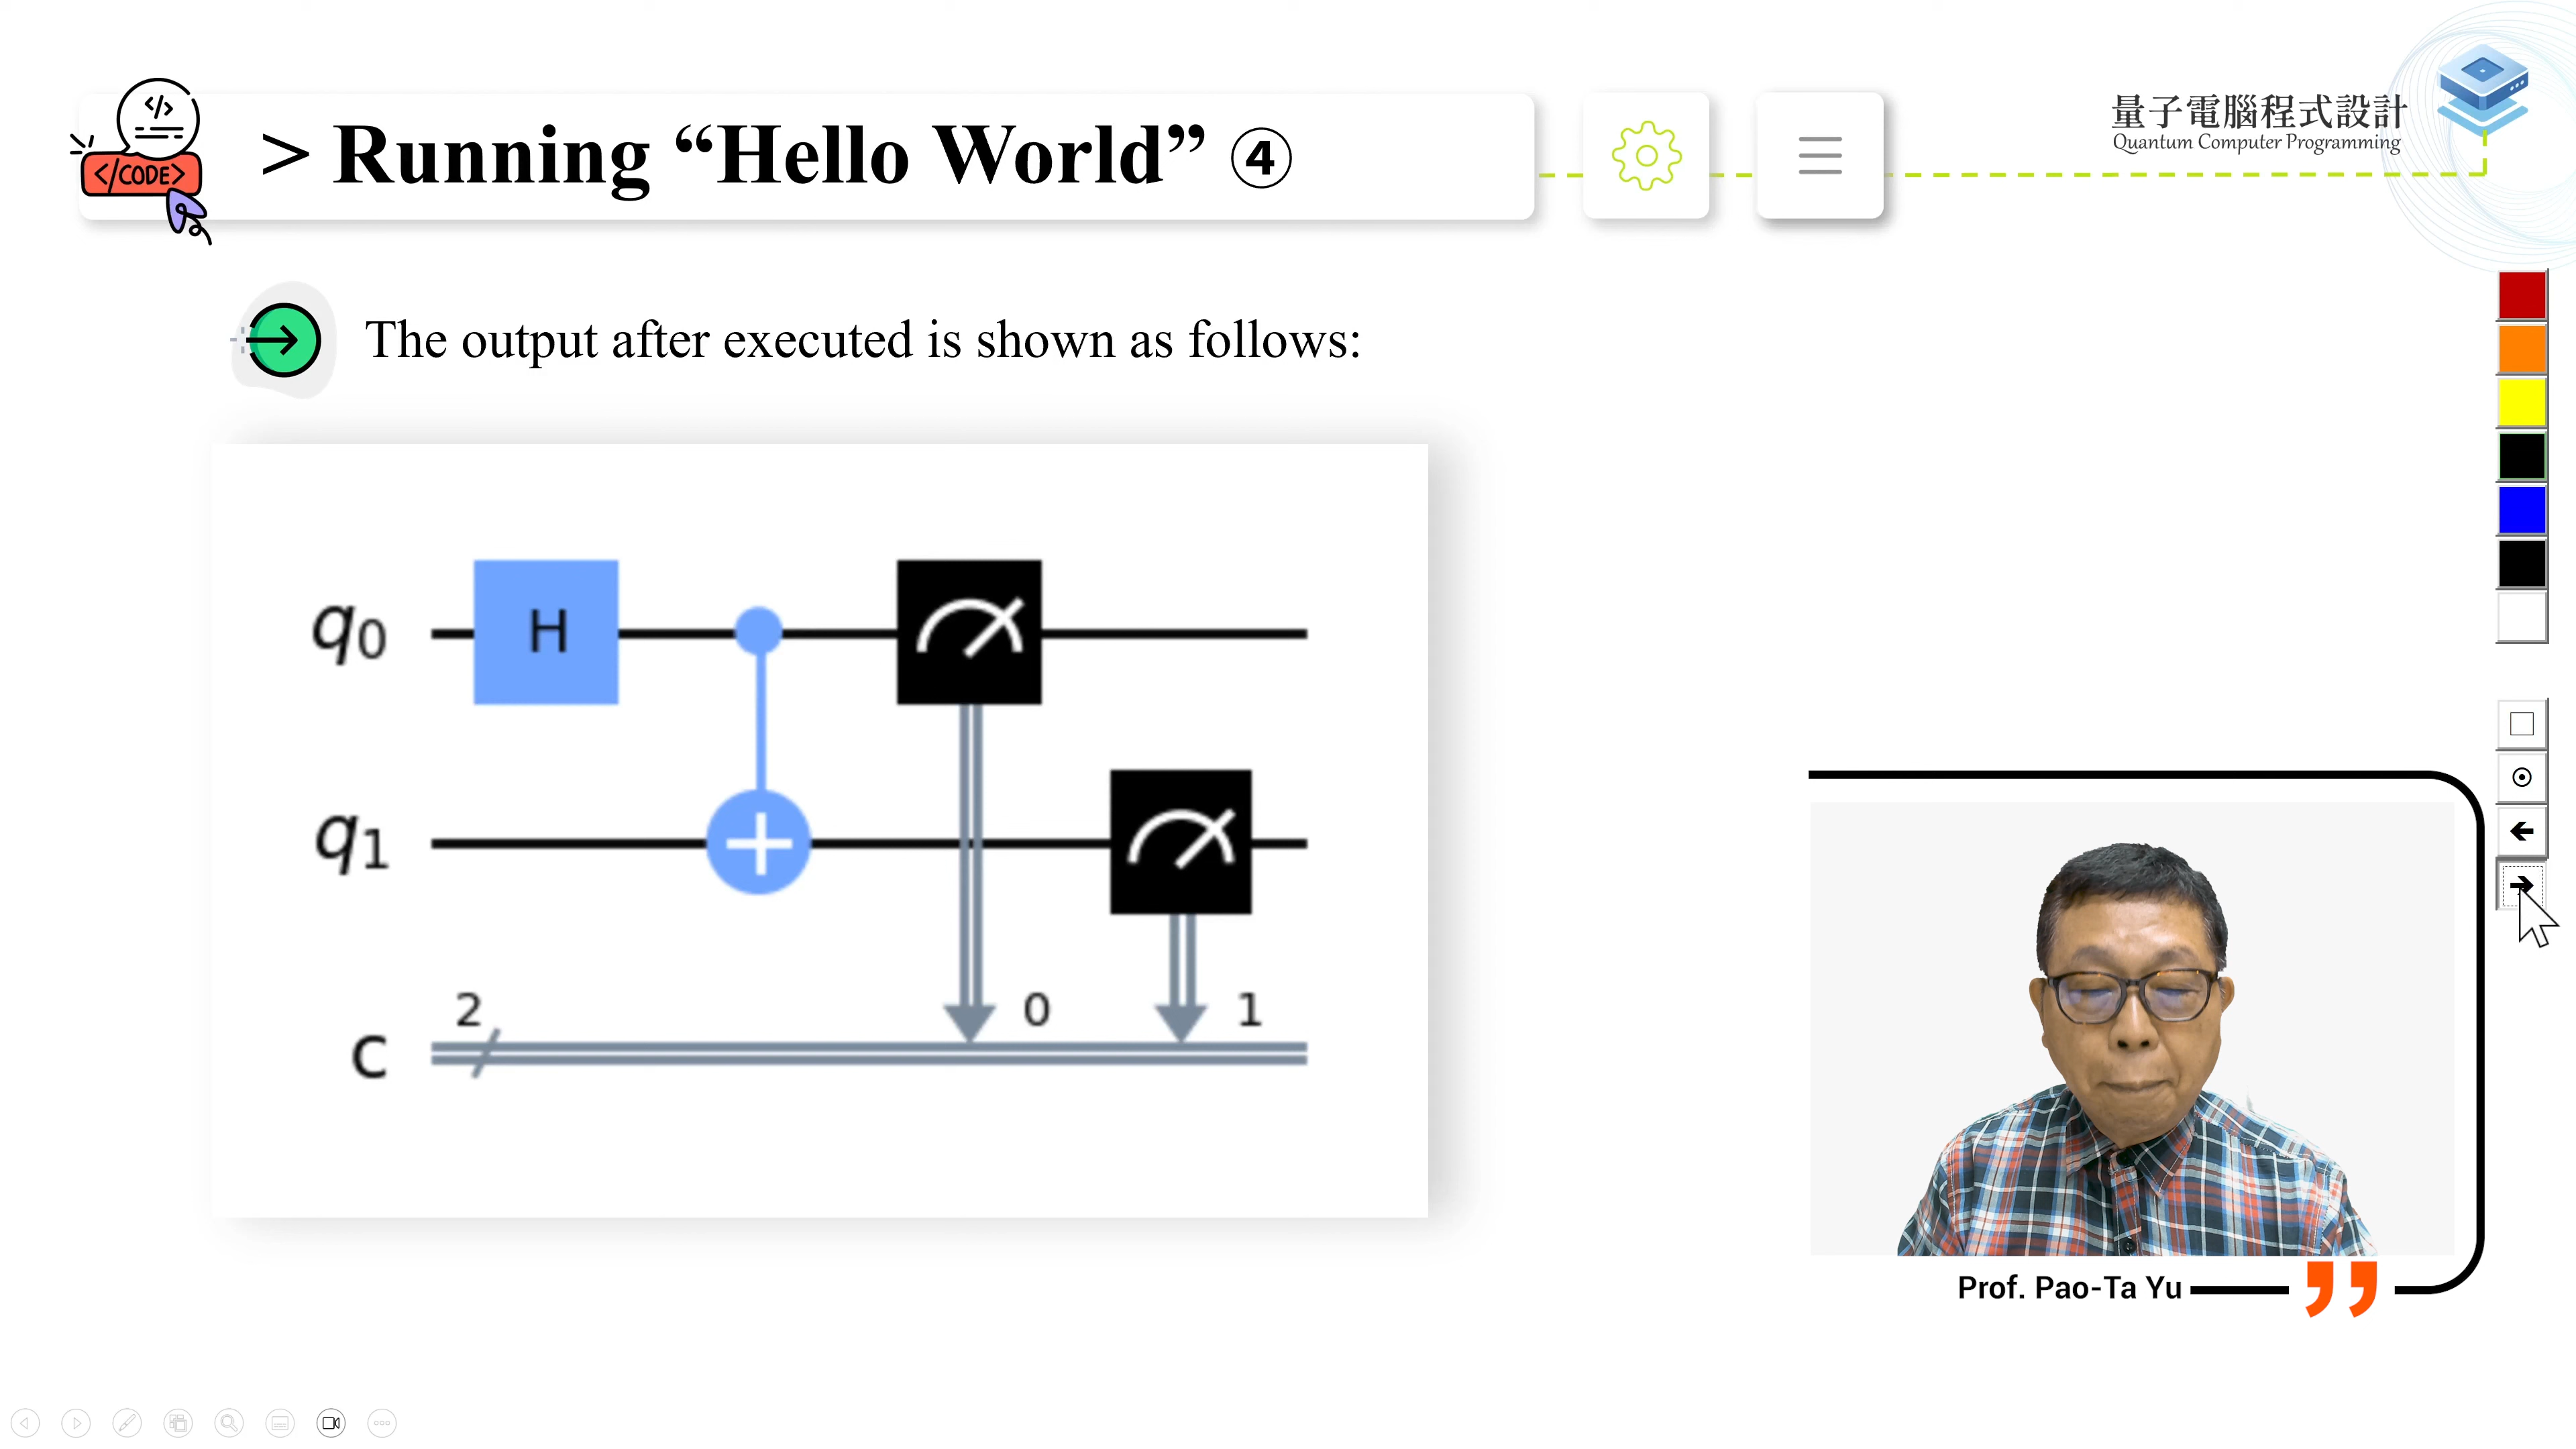 </>
</CODE>
> Running “Hello World” ④
量子電腦程式設計
Quantum Computer Programming
The output after executed is shown as follows:
q0
H
q1
2
0
1
c
Prof. Pao-Ta Yu